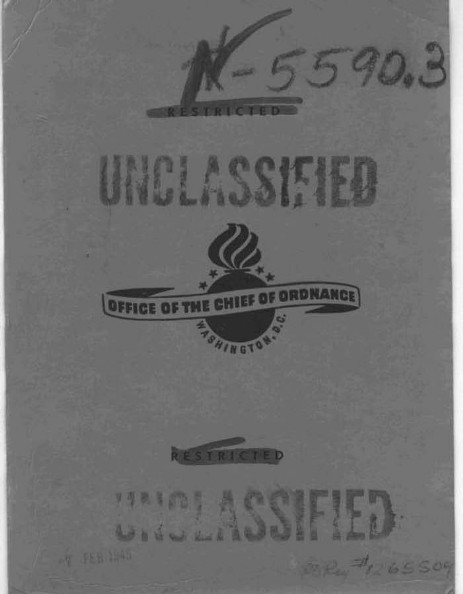 N-5590.3
RESTRICTED
UNCLASSIFIED
OFFICE OF THE CHIEF OF ORDNANCE
WASHINGTON, D.C.
RESTRICTED
UNCLASSIFIED
FEB 1945